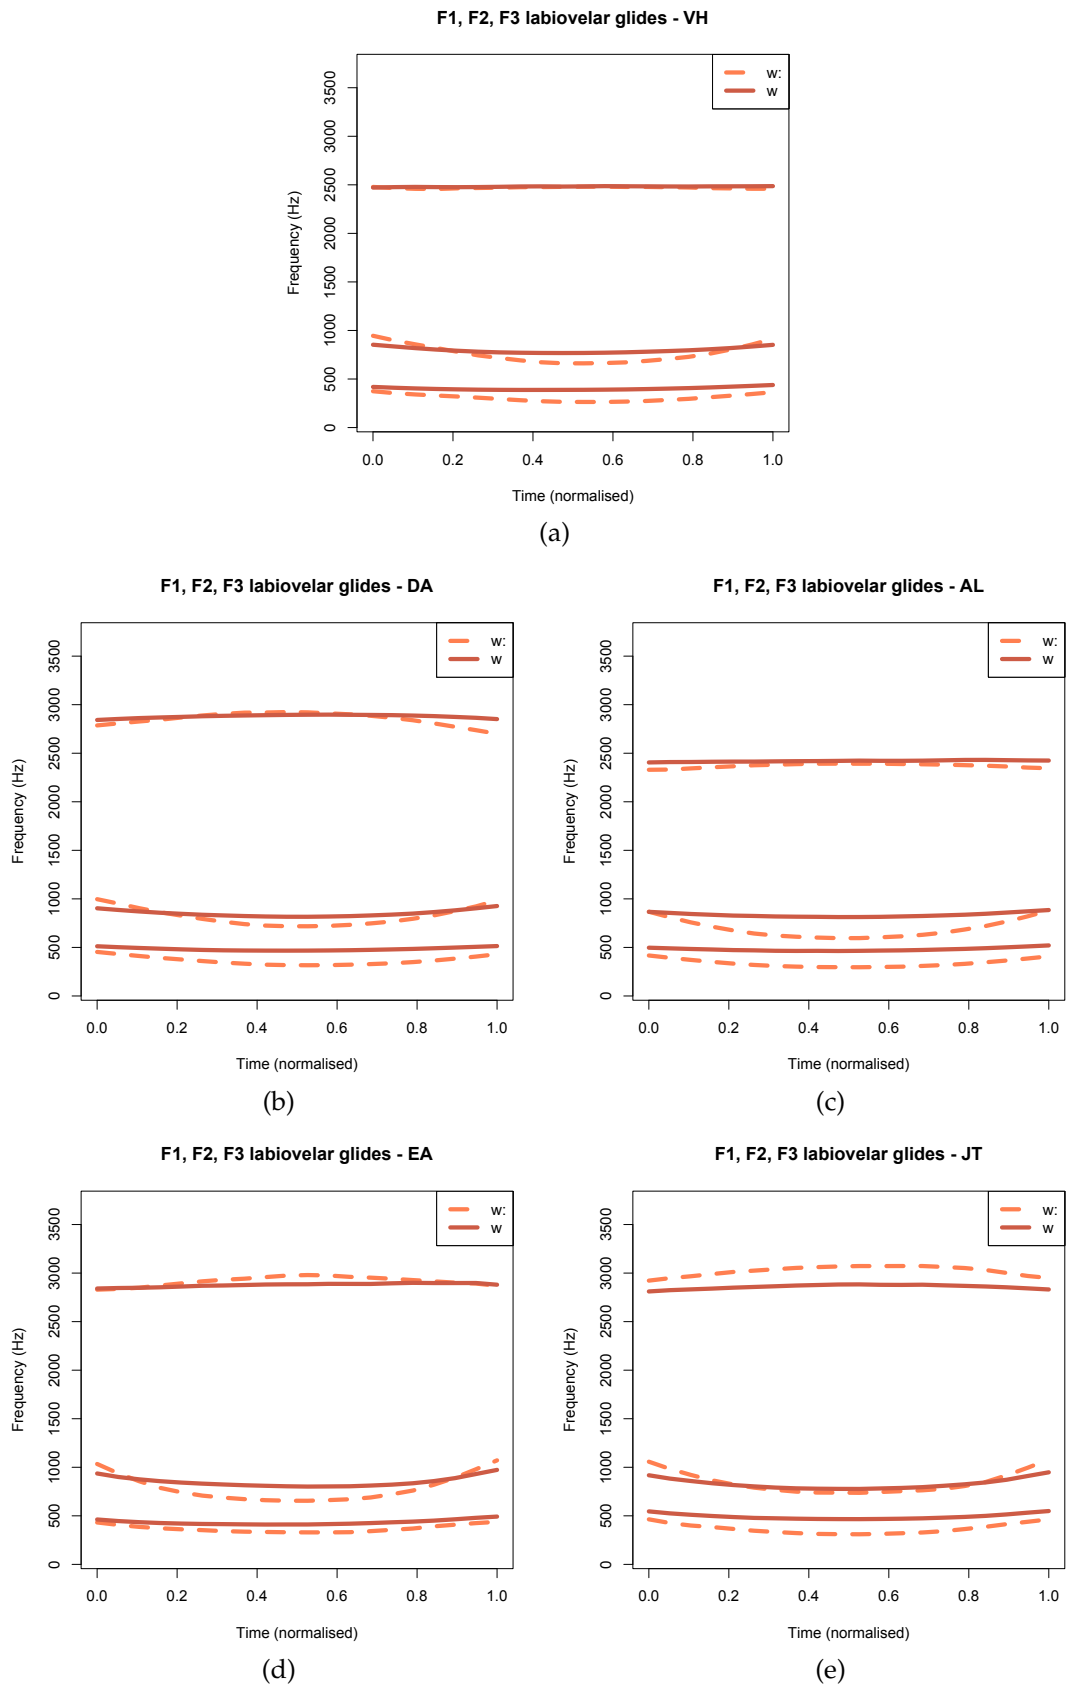 F1, F2, F3 labiovelar glides - VH
w:
w
Frequency (Hz)
0 500 1000 1500 2000 2500 3000 3500
0.0 0.2 0.4 0.6 0.8 1.0
Time (normalised)
(a)
F1, F2, F3 labiovelar glides - DA
w:
w
Frequency (Hz)
0 500 1000 1500 2000 2500 3000 3500
0.0 0.2 0.4 0.6 0.8 1.0
Time (normalised)
(b)
F1, F2, F3 labiovelar glides - AL
w:
w
Frequency (Hz)
0 500 1000 1500 2000 2500 3000 3500
0.0 0.2 0.4 0.6 0.8 1.0
Time (normalised)
(c)
F1, F2, F3 labiovelar glides - EA
w:
w
Frequency (Hz)
0 500 1000 1500 2000 2500 3000 3500
0.0 0.2 0.4 0.6 0.8 1.0
Time (normalised)
(d)
F1, F2, F3 labiovelar glides - JT
w:
w
Frequency (Hz)
0 500 1000 1500 2000 2500 3000 3500
0.0 0.2 0.4 0.6 0.8 1.0
Time (normalised)
(e)